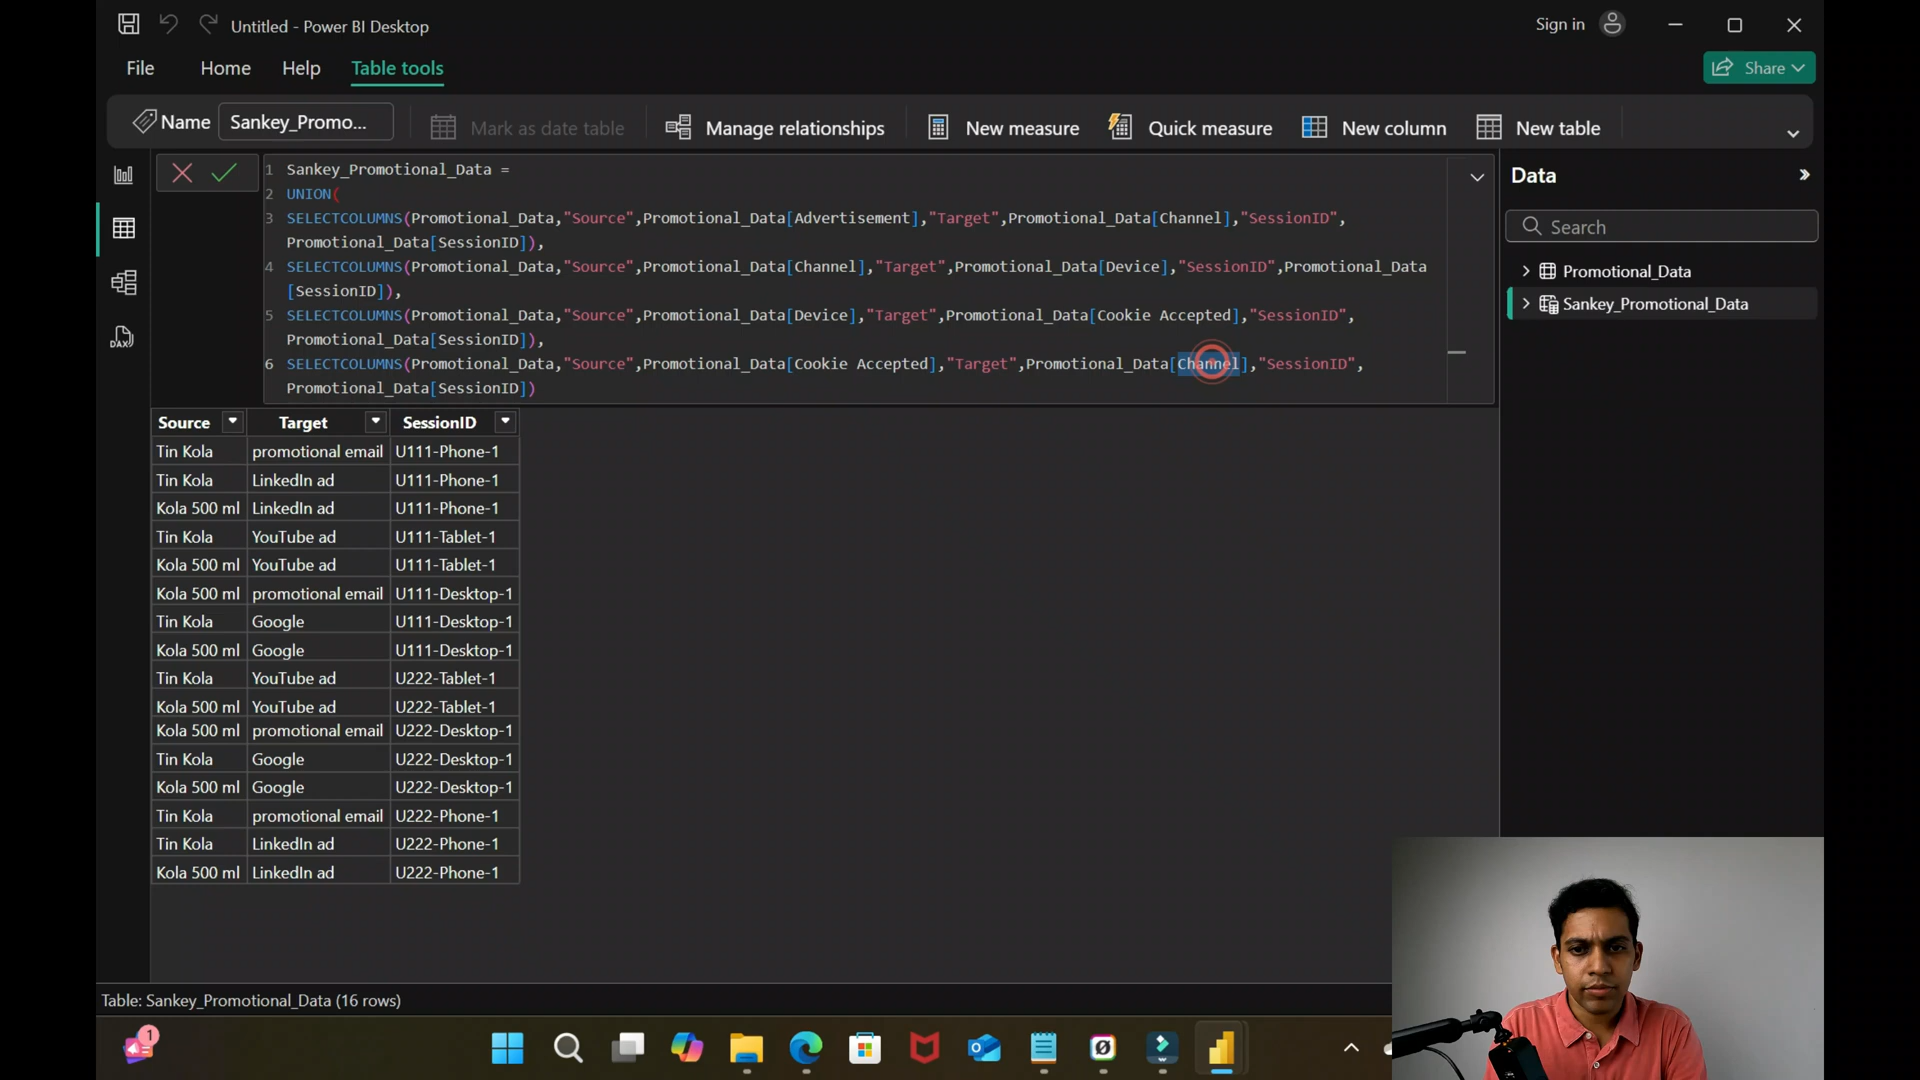 Untitled - Power BI Desktop
Sign in
File
Home
Help
Table tools
Share
Name
Sankey_Promo...
Mark as date table
Manage relationships
New measure
Quick measure
New column
New table
1 Sankey_Promotional_Data =
2 UNION(
3 SELECTCOLUMNS(Promotional_Data,"Source",Promotional_Data[Advertisement],"Target",Promotional_Data[Channel],"SessionID",
Promotional_Data[SessionID]),
4 SELECTCOLUMNS(Promotional_Data,"Source",Promotional_Data[Channel],"Target",Promotional_Data[Device],"SessionID",Promotional_Data
[SessionID]),
5 SELECTCOLUMNS(Promotional_Data,"Source",Promotional_Data[Device],"Target",Promotional_Data[Cookie Accepted],"SessionID",
Promotional_Data[SessionID]),
6 SELECTCOLUMNS(Promotional_Data,"Source",Promotional_Data[Cookie Accepted],"Target",Promotional_Data[Channel],"SessionID",
Promotional_Data[SessionID])
Data
Search
Promotional_Data
Sankey_Promotional_Data
DAX
Source Target SessionID
Tin Kola promotional email U111-Phone-1
Tin Kola LinkedIn ad U111-Phone-1
Kola 500 ml LinkedIn ad U111-Phone-1
Tin Kola YouTube ad U111-Tablet-1
Kola 500 ml YouTube ad U111-Tablet-1
Kola 500 ml promotional email U111-Desktop-1
Tin Kola Google U111-Desktop-1
Kola 500 ml Google U111-Desktop-1
Tin Kola YouTube ad U222-Tablet-1
Kola 500 ml YouTube ad U222-Tablet-1
Kola 500 ml promotional email U222-Desktop-1
Tin Kola Google U222-Desktop-1
Kola 500 ml Google U222-Desktop-1
Tin Kola promotional email U222-Phone-1
Tin Kola LinkedIn ad U222-Phone-1
Kola 500 ml LinkedIn ad U222-Phone-1
Table: Sankey_Promotional_Data (16 rows)
1